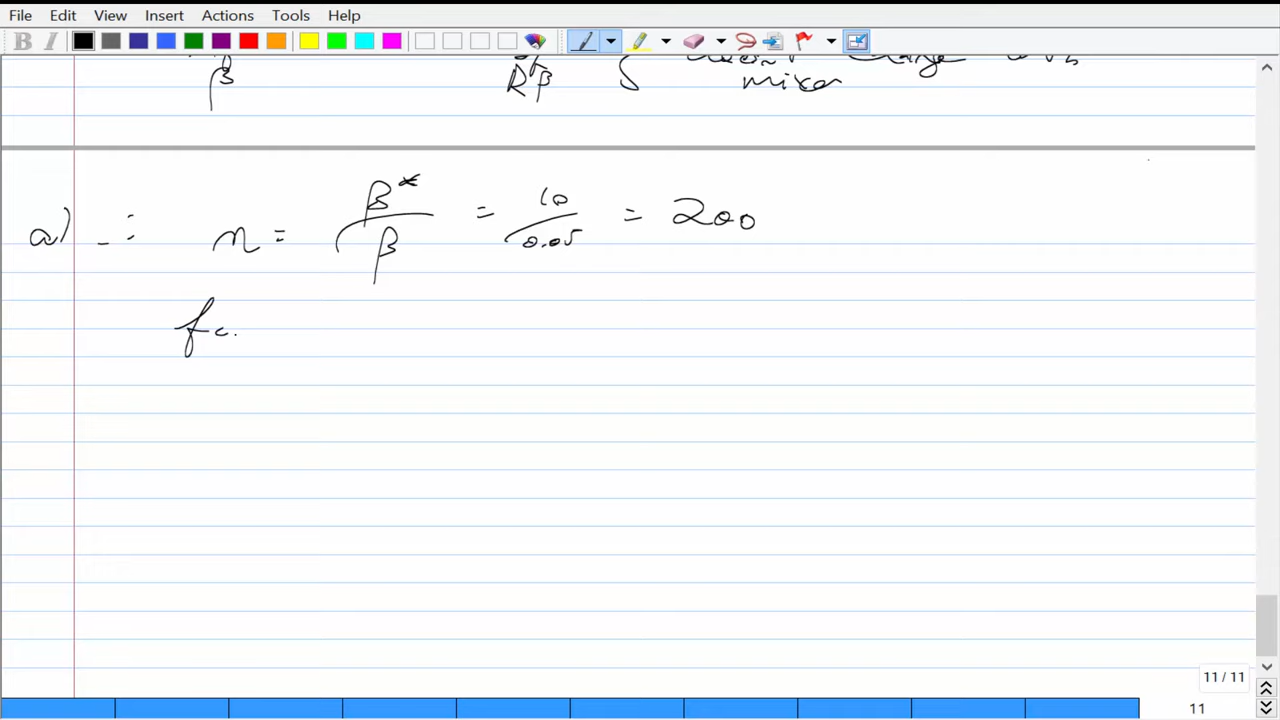 File Edit View Insert Actions Tools Help
B I
β R β mixer
a) ∴ n = β* / β = 10 / 0.05 = 200
fc
11 / 11
11